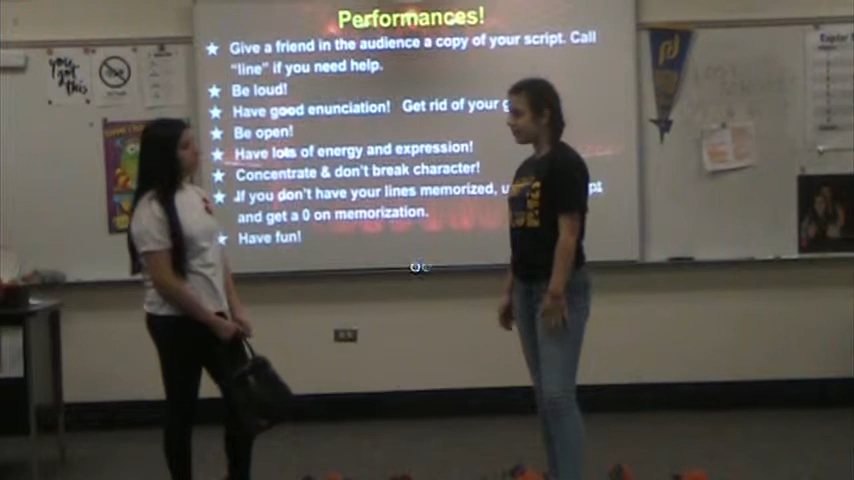 Performances!
Give a friend in the audience a copy of your script. Call
"line" if you need help.
Be loud!
Have good enunciation! Get rid of your g
Be open!
Have lots of energy and expression!
Concentrate & don't break character!
If you don't have your lines memorized, u pt
and get a 0 on memorization.
Have fun!
you
got
this